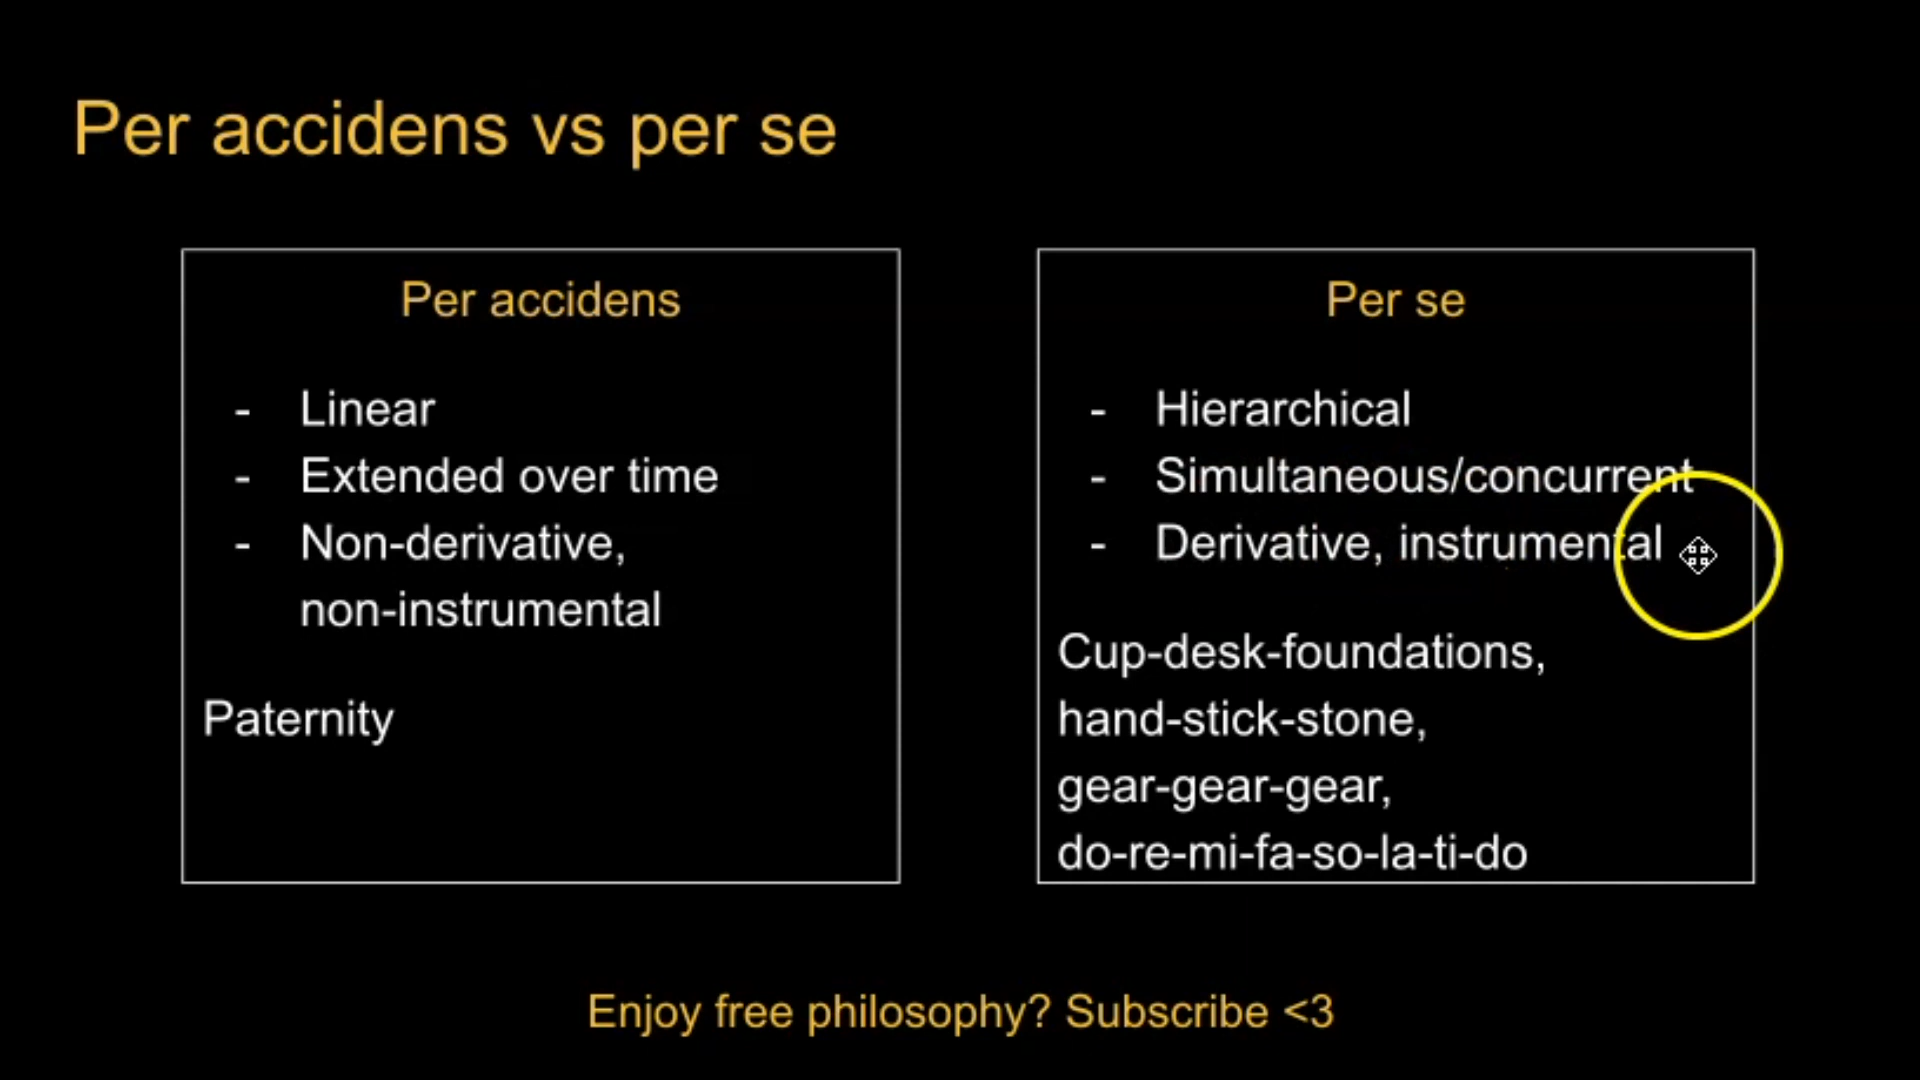 Per accidens vs per se
Per accidens
- Linear
- Extended over time
- Non-derivative,
non-instrumental
Paternity
Per se
- Hierarchical
- Simultaneous/concurrent
- Derivative, instrumental
Cup-desk-foundations,
hand-stick-stone,
gear-gear-gear,
do-re-mi-fa-so-la-ti-do
Enjoy free philosophy? Subscribe <3